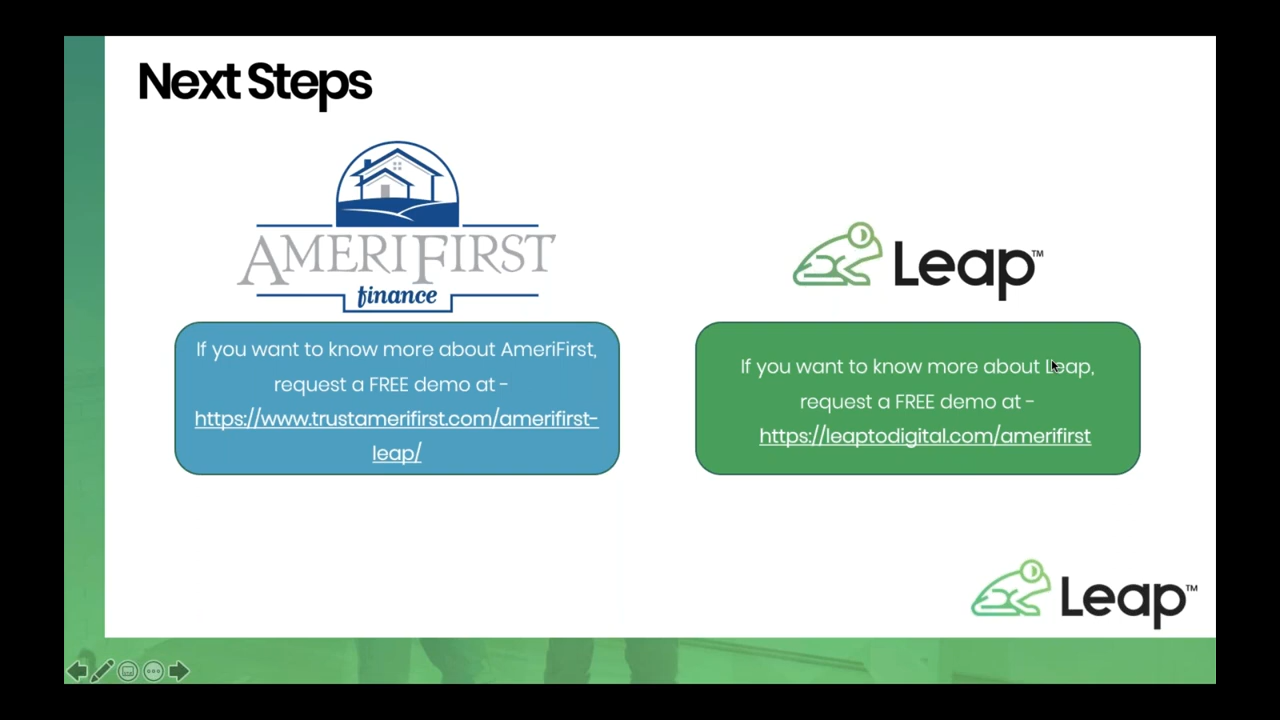 Next Steps
AMERIFIRST
finance
If you want to know more about AmeriFirst,
request a FREE demo at -
https://www.trustamerifirst.com/amerifirst-
leap/
Leap™
If you want to know more about Leap,
request a FREE demo at -
https://leaptodigital.com/amerifirst
Leap™